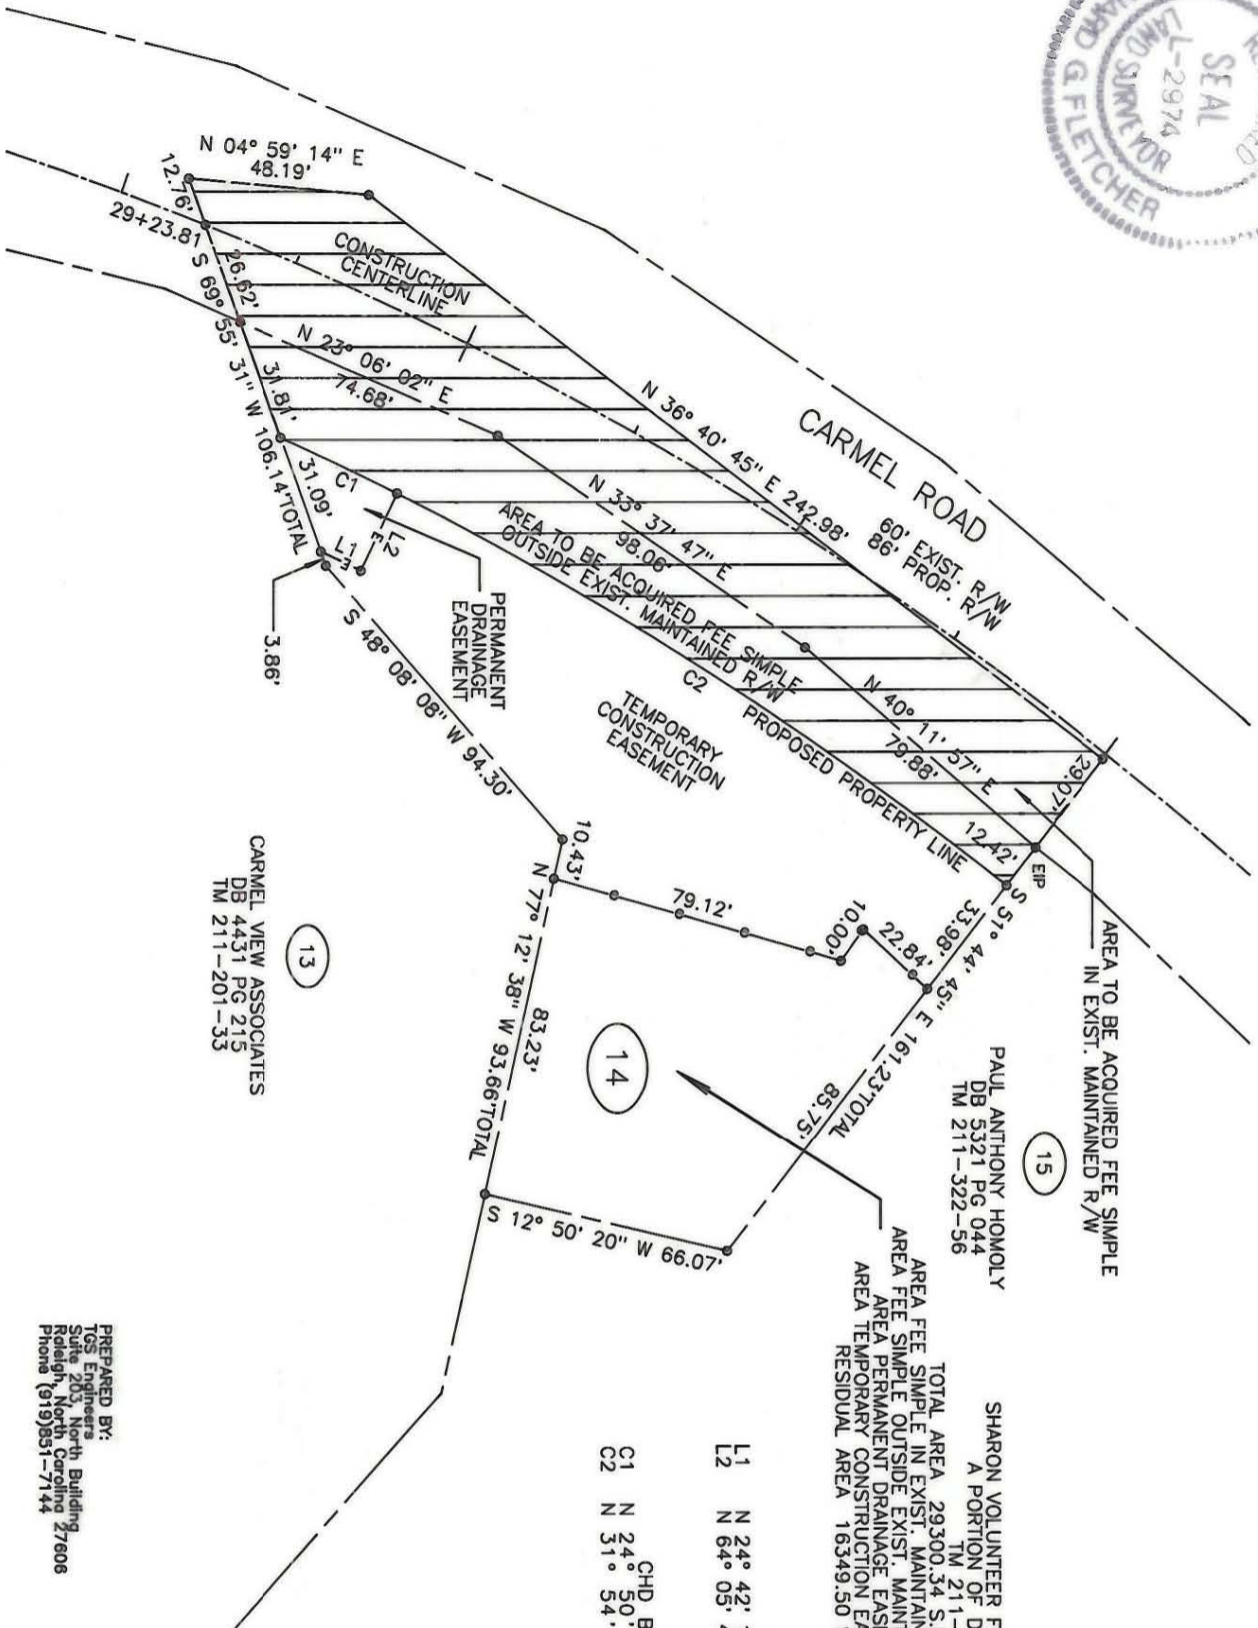 SEAL
L-2974
LAND SURVEYOR
G FLETCHER
N 04° 59' 14" E
48.19'
12.76'
29+23.81
26.62'
S 69° 55' 31" W 106.14' TOTAL
31.81'
31.09'
3.86'
CONSTRUCTION
CENTERLINE
N 23° 06' 02" E
74.68'
N 36° 40' 45" E 242.98'
CARMEL ROAD
60' EXIST. R/W
86' PROP. R/W
N 33° 37' 47" E
98.06'
AREA TO BE ACQUIRED FEE SIMPLE
OUTSIDE EXIST. MAINTAINED R/W
N 40° 11' 57" E
79.88'
29.07'
12.42'
EIP
C1
L2
E
L1
E
C2
PROPOSED PROPERTY LINE
PERMANENT
DRAINAGE
EASEMENT
TEMPORARY
CONSTRUCTION
EASEMENT
S 48° 08' 08" W 94.30'
10.43'
79.12'
10.00'
22.84'
33.98'
S 51° 44' 45" E 161.23' TOTAL
85.75'
N 77° 12' 38" W 93.66' TOTAL
83.23'
S 12° 50' 20" W 66.07'
14
13
CARMEL VIEW ASSOCIATES
DB 4431 PG 215
TM 211-201-33
AREA TO BE ACQUIRED FEE SIMPLE
IN EXIST. MAINTAINED R/W
15
PAUL ANTHONY HOMOLY
DB 5321 PG 044
TM 211-322-56
SHARON VOLUNTEER F
A PORTION OF D
TM 211-
TOTAL AREA 29300.34 S.
AREA FEE SIMPLE IN EXIST. MAINTAIN
AREA FEE SIMPLE OUTSIDE EXIST. MAINT
AREA PERMANENT DRAINAGE EASE
AREA TEMPORARY CONSTRUCTION EA
RESIDUAL AREA 16349.50
L1 N 24° 42'
L2 N 64° 05' 4
CHD B
C1 N 24° 50'
C2 N 31° 54'
PREPARED BY:
TGS Engineers
Suite 203, North Building
Raleigh, North Carolina 27606
Phone (919)851-7144